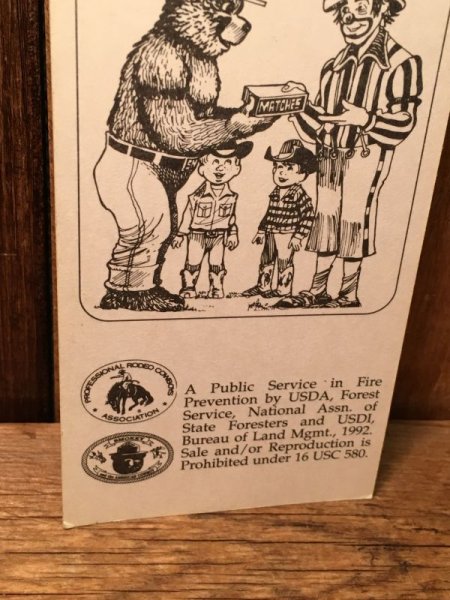 MATCHES
PROFESSIONAL RODEO COWBOYS
ASSOCIATION
SMOKEY
A Public Service in Fire
Prevention by USDA, Forest
Service, National Assn. of
State Foresters and USDI,
Bureau of Land Mgmt., 1992.
Sale and/or Reproduction is
Prohibited under 16 USC 580.